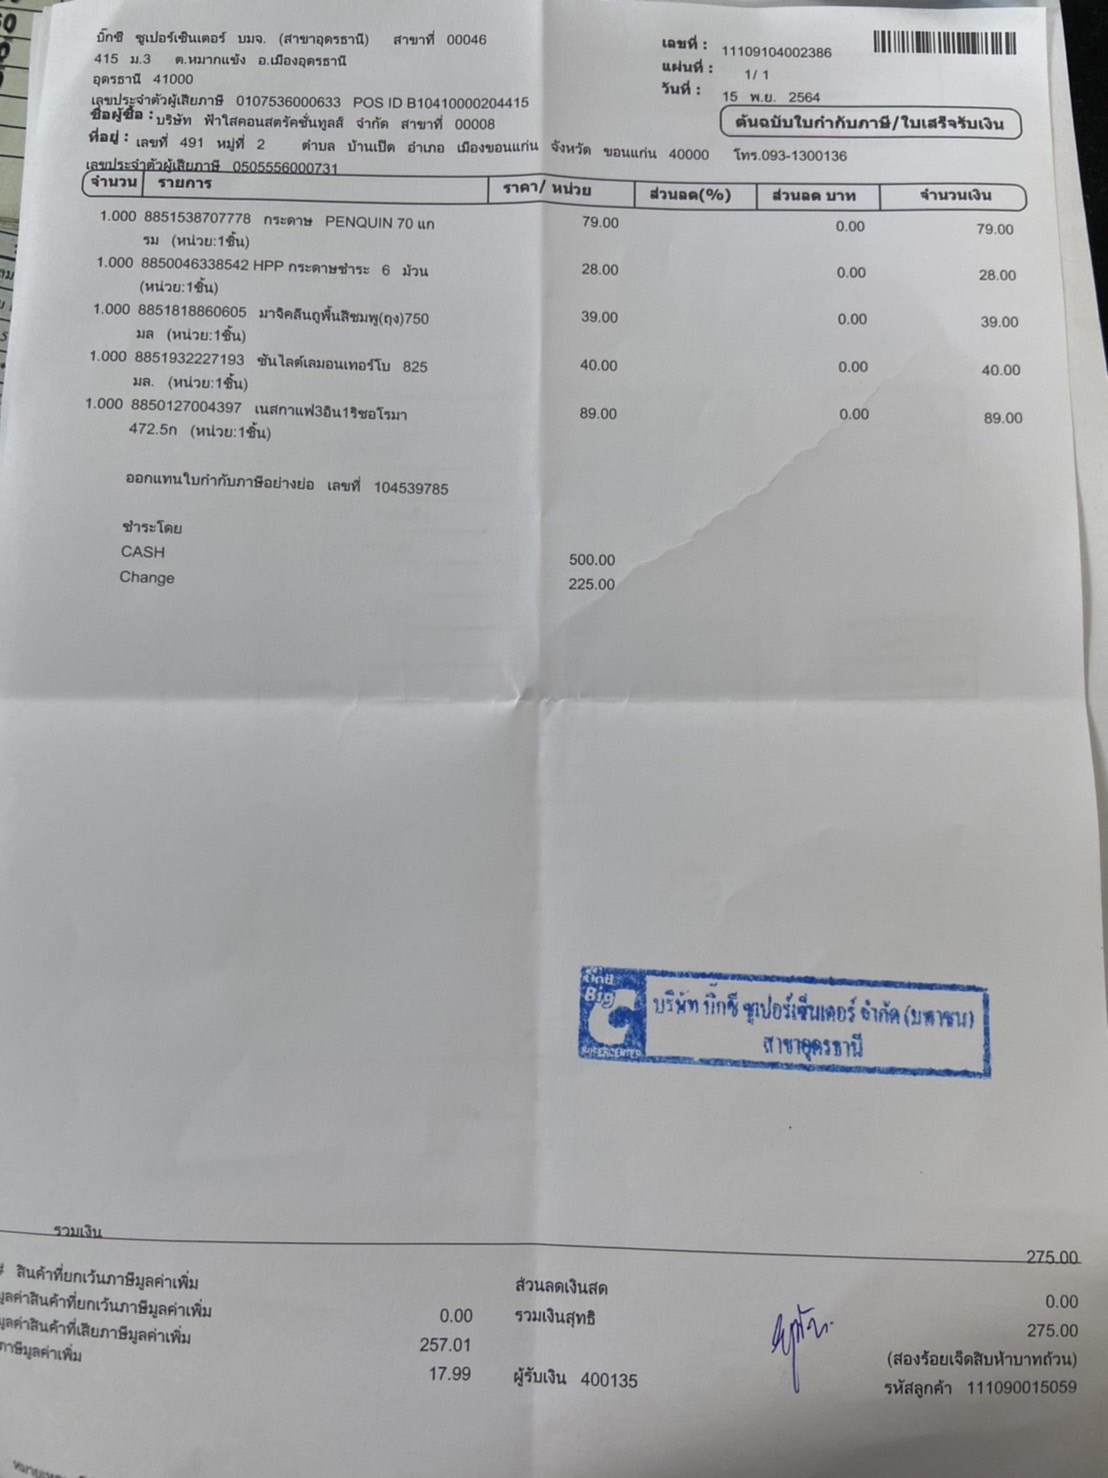 บิ๊กซี ซูเปอร์เซ็นเตอร์ บมจ. (สาขาอุดรธานี) สาขาที่ 00046
415 ม.3 ต.หมากแข้ง อ.เมืองอุดรธานี
อุดรธานี 41000
เลขประจำตัวผู้เสียภาษี 0107536000633 POS ID B10410000204415
เลขที่ : 11109104002386
แผ่นที่ : 1/ 1
วันที่ : 15 พ.ย. 2564
ต้นฉบับใบกำกับภาษี/ใบเสร็จรับเงิน
ชื่อผู้ซื้อ : บริษัท ฟ้าใสคอนสตรัคชั่นทูลส์ จำกัด สาขาที่ 00008
ที่อยู่ : เลขที่ 491 หมู่ที่ 2 ตำบล บ้านเป็ด อำเภอ เมืองขอนแก่น จังหวัด ขอนแก่น 40000 โทร.093-1300136
เลขประจำตัวผู้เสียภาษี 0505556000731
จำนวน รายการ ราคา/ หน่วย ส่วนลด(%) ส่วนลด บาท จำนวนเงิน
1.000 8851538707778 กระดาษ PENQUIN 70 แก 79.00 0.00 79.00
รม (หน่วย:1ชิ้น)
1.000 8850046338542 HPP กระดาษชำระ 6 ม้วน 28.00 0.00 28.00
(หน่วย:1ชิ้น)
1.000 8851818860605 มาจิคลีนถูพื้นสีชมพู(ถุง)750 39.00 0.00 39.00
มล (หน่วย:1ชิ้น)
1.000 8851932227193 ซันไลต์เลมอนเทอร์โบ 825 40.00 0.00 40.00
มล. (หน่วย:1ชิ้น)
1.000 8850127004397 เนสกาแฟ3อิน1ริชอโรมา 89.00 0.00 89.00
472.5ก (หน่วย:1ชิ้น)
ออกแทนใบกำกับภาษีอย่างย่อ เลขที่ 104539785
ชำระโดย
CASH 500.00
Change 225.00
บิ๊กซี
Big C
SUPERCENTER
บริษัท บิ๊กซี ซูเปอร์เซ็นเตอร์ จำกัด (มหาชน)
สาขาอุดรธานี
รวมเงิน 275.00
# สินค้าที่ยกเว้นภาษีมูลค่าเพิ่ม ส่วนลดเงินสด 0.00
มูลค่าสินค้าที่ยกเว้นภาษีมูลค่าเพิ่ม 0.00 รวมเงินสุทธิ 275.00
มูลค่าสินค้าที่เสียภาษีมูลค่าเพิ่ม 257.01 (สองร้อยเจ็ดสิบห้าบาทถ้วน)
ภาษีมูลค่าเพิ่ม 17.99 ผู้รับเงิน 400135 รหัสลูกค้า 111090015059